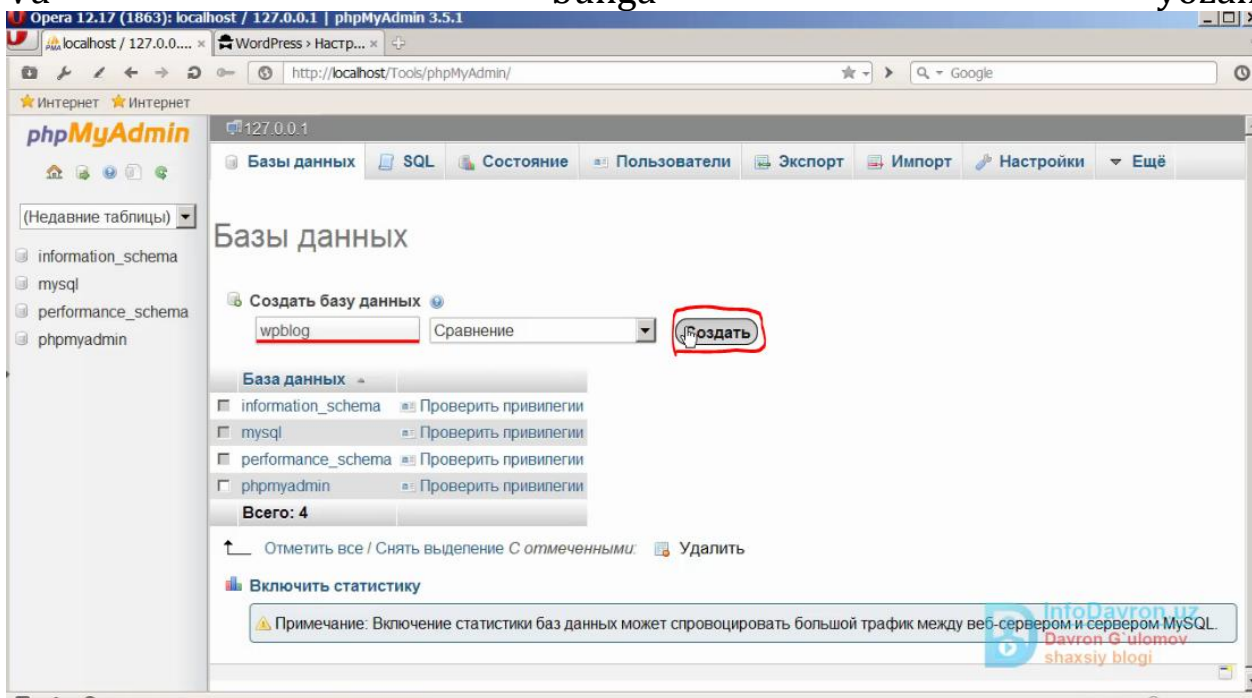 va bunga yozam
Opera 12.17 (1863): localhost / 127.0.0.1 | phpMyAdmin 3.5.1
localhost / 127.0.0.... × WordPress › Настр... ×
http://localhost/Tools/phpMyAdmin/ Google
Интернет Интернет
phpMyAdmin
(Недавние таблицы)
information_schema
mysql
performance_schema
phpmyadmin
127.0.0.1
Базы данных SQL Состояние Пользователи Экспорт Импорт Настройки Ещё
Базы данных
Создать базу данных
wpblog Сравнение Создать
База данных
information_schema Проверить привилегии
mysql Проверить привилегии
performance_schema Проверить привилегии
phpmyadmin Проверить привилегии
Всего: 4
Отметить все / Снять выделение С отмеченными: Удалить
Включить статистику
Примечание: Включение статистики баз данных может спровоцировать большой трафик между веб-сервером и сервером MySQL.
InfoDavron.uz
Davron G`ulomov
shaxsiy blogi